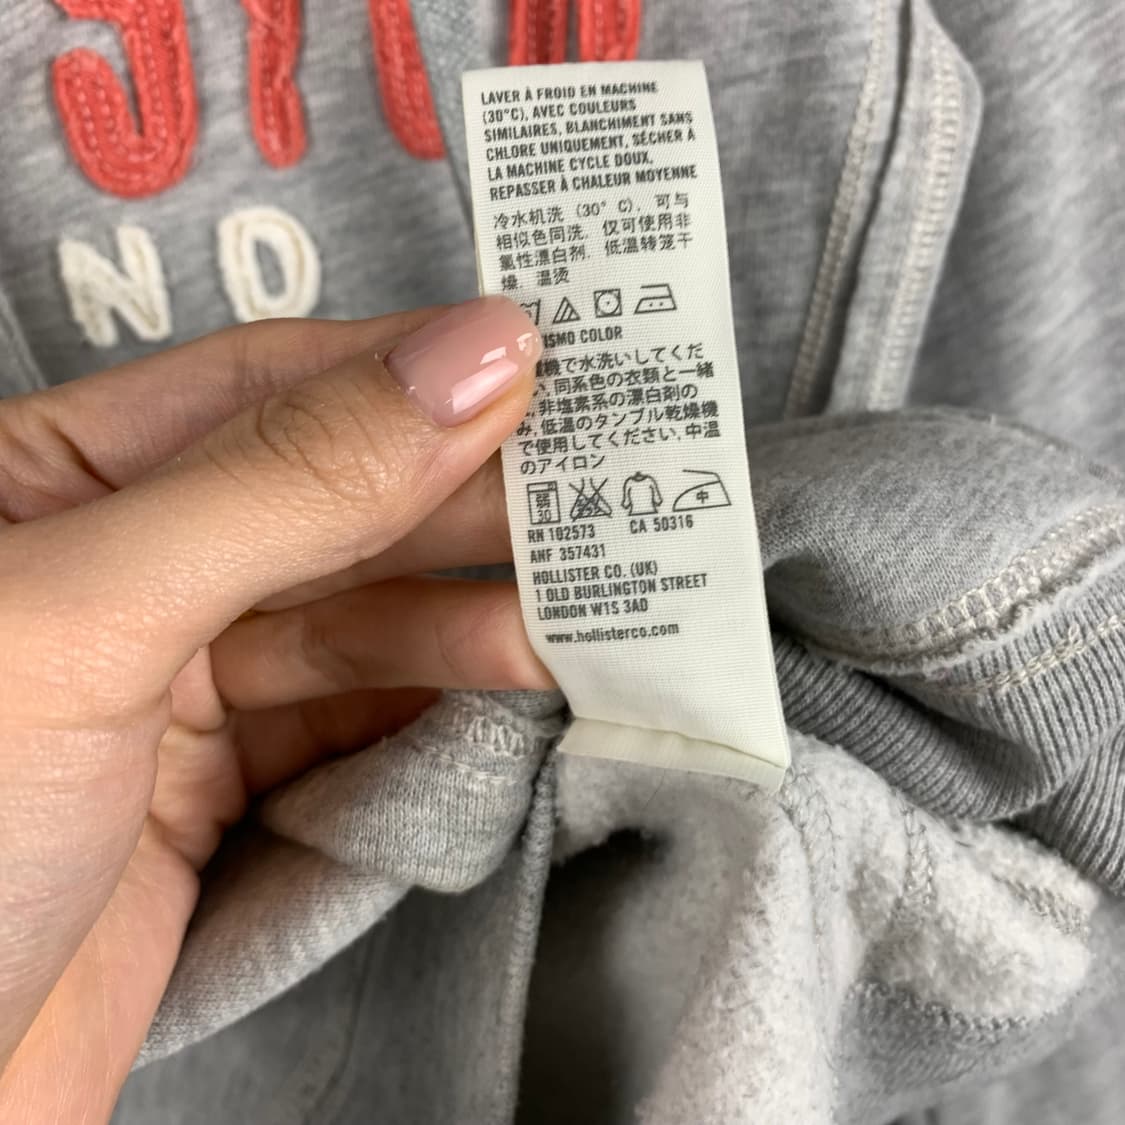 ND
LAVER À FROID EN MACHINE
(30°C), AVEC COULEURS
SIMILAIRES, BLANCHIMENT SANS
CHLORE UNIQUEMENT, SÉCHER À
LA MACHINE CYCLE DOUX,
REPASSER À CHALEUR MOYENNE
冷水机洗 (30° C), 可与
相似色同洗, 仅可使用非
氯性漂白剂, 低温转笼干
燥, 温烫
ISMO COLOR
機で水洗いしてくだ
い, 同系色の衣類と一緒
, 非塩素系の漂白剤の
み, 低温のタンブル乾燥機
で使用してください, 中温
のアイロン
弱 中
30
RN 102573 CA 50316
ANF 357431
HOLLISTER CO. (UK)
1 OLD BURLINGTON STREET
LONDON W1S 3AD
www.hollisterco.com